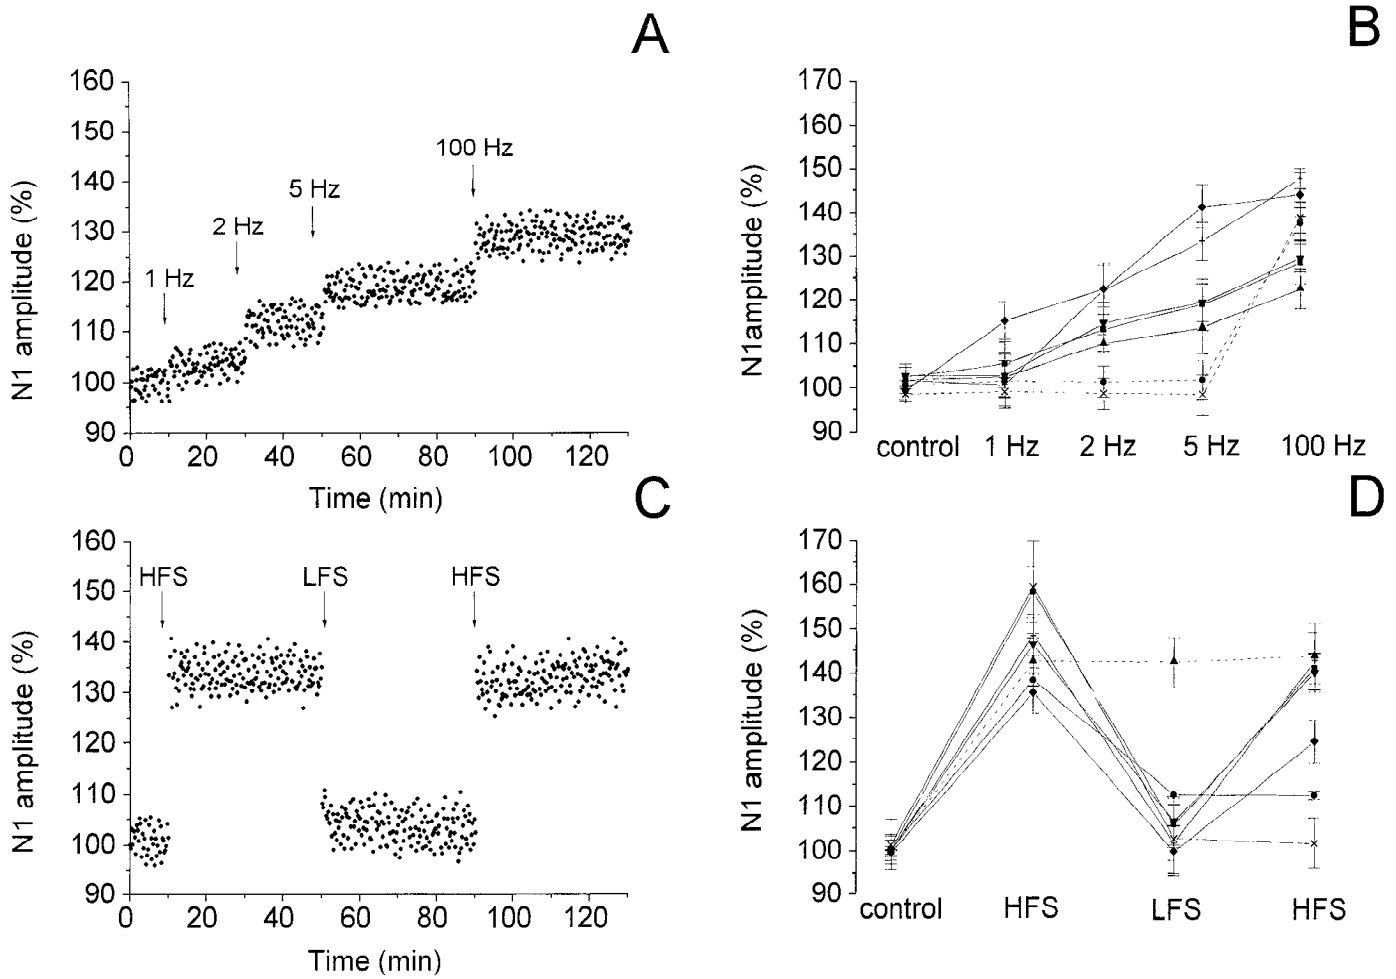 A
160
150
140
130
120
110
100
90
N1 amplitude (%)
1 Hz
2 Hz
5 Hz
100 Hz
0 20 40 60 80 100 120
Time (min)
B
170
160
150
140
130
120
110
100
90
N1amplitude (%)
control 1 Hz 2 Hz 5 Hz 100 Hz
C
160
150
140
130
120
110
100
90
N1 amplitude (%)
HFS LFS HFS
0 20 40 60 80 100 120
Time (min)
D
170
160
150
140
130
120
110
100
90
N1 amplitude (%)
control HFS LFS HFS